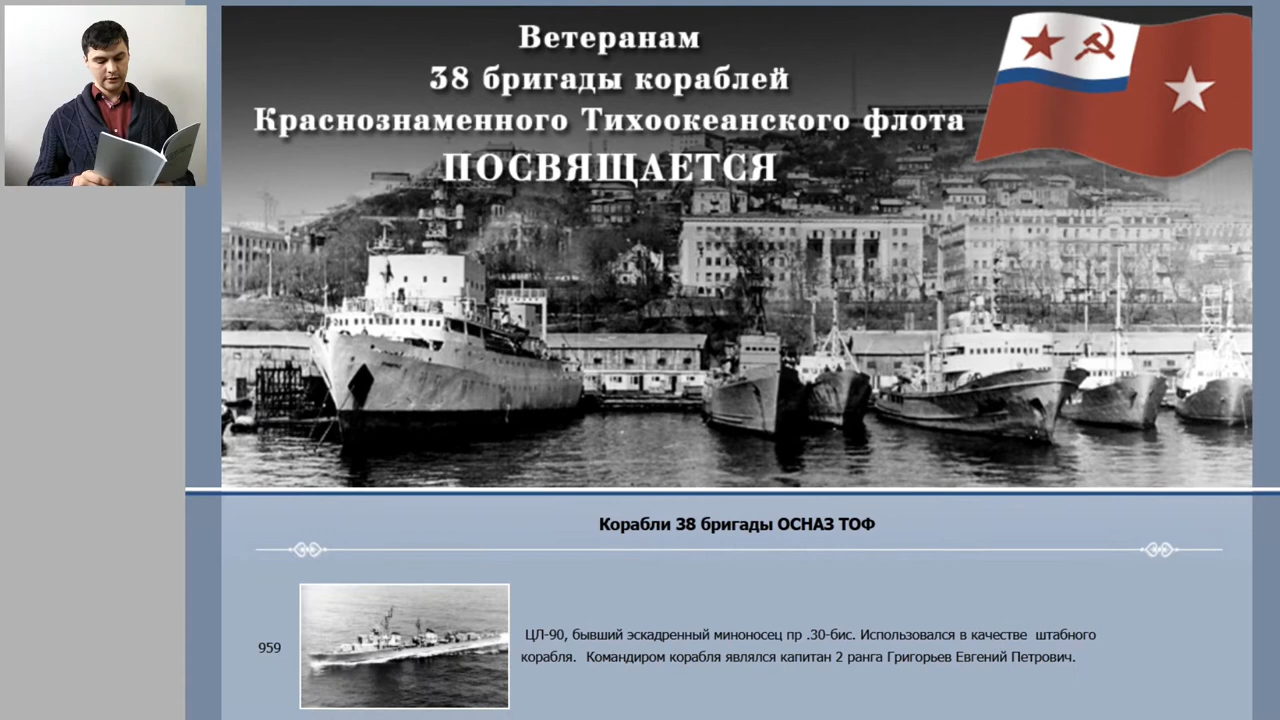 Ветеранам
38 бригады кораблей
Краснознаменного Тихоокеанского флота
ПОСВЯЩАЕТСЯ
Корабли 38 бригады ОСНАЗ ТОФ
959
ЦЛ-90, бывший эскадренный миноносец пр .30-бис. Использовался в качестве штабного
корабля. Командиром корабля являлся капитан 2 ранга Григорьев Евгений Петрович.